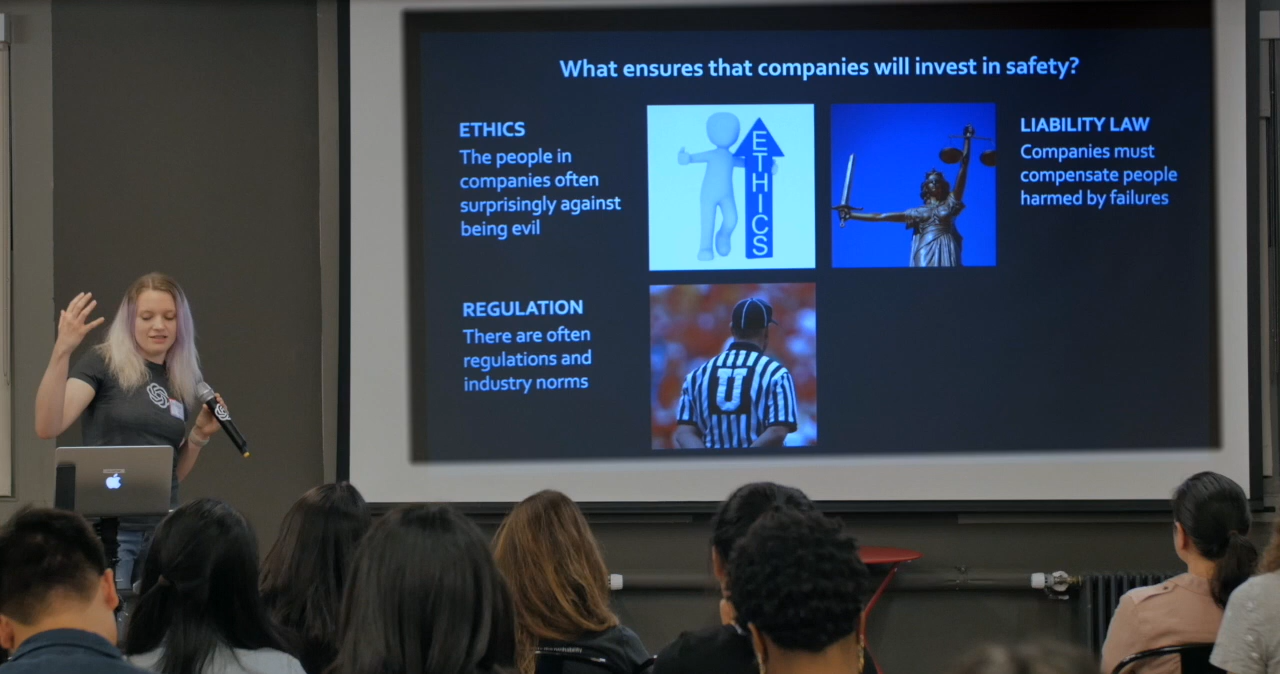 What ensures that companies will invest in safety?
ETHICS
The people in
companies often
surprisingly against
being evil
ETHICS
LIABILITY LAW
Companies must
compensate people
harmed by failures
REGULATION
There are often
regulations and
industry norms
U